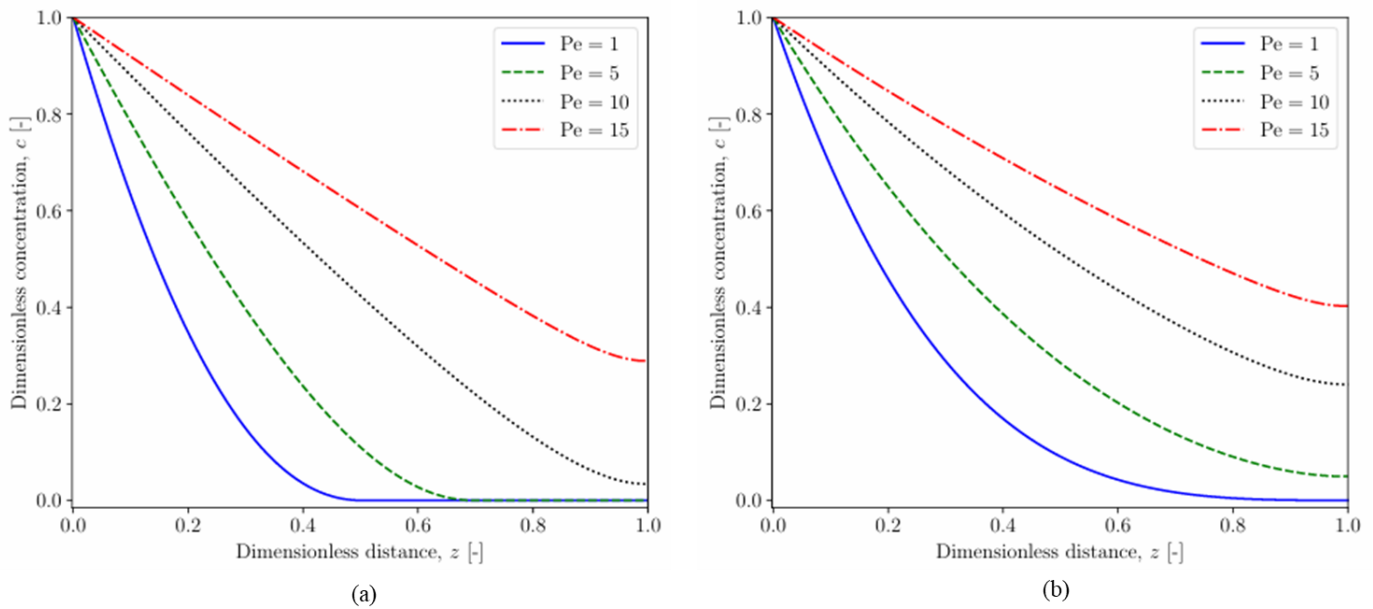 1.0
0.8
0.6
0.4
0.2
0.0
Dimensionless concentration, c [-]
Pe = 1
Pe = 5
Pe = 10
Pe = 15
0.0 0.2 0.4 0.6 0.8 1.0
Dimensionless distance, z [-]
(a)
1.0
0.8
0.6
0.4
0.2
0.0
Dimensionless concentration, c [-]
Pe = 1
Pe = 5
Pe = 10
Pe = 15
0.0 0.2 0.4 0.6 0.8 1.0
Dimensionless distance, z [-]
(b)